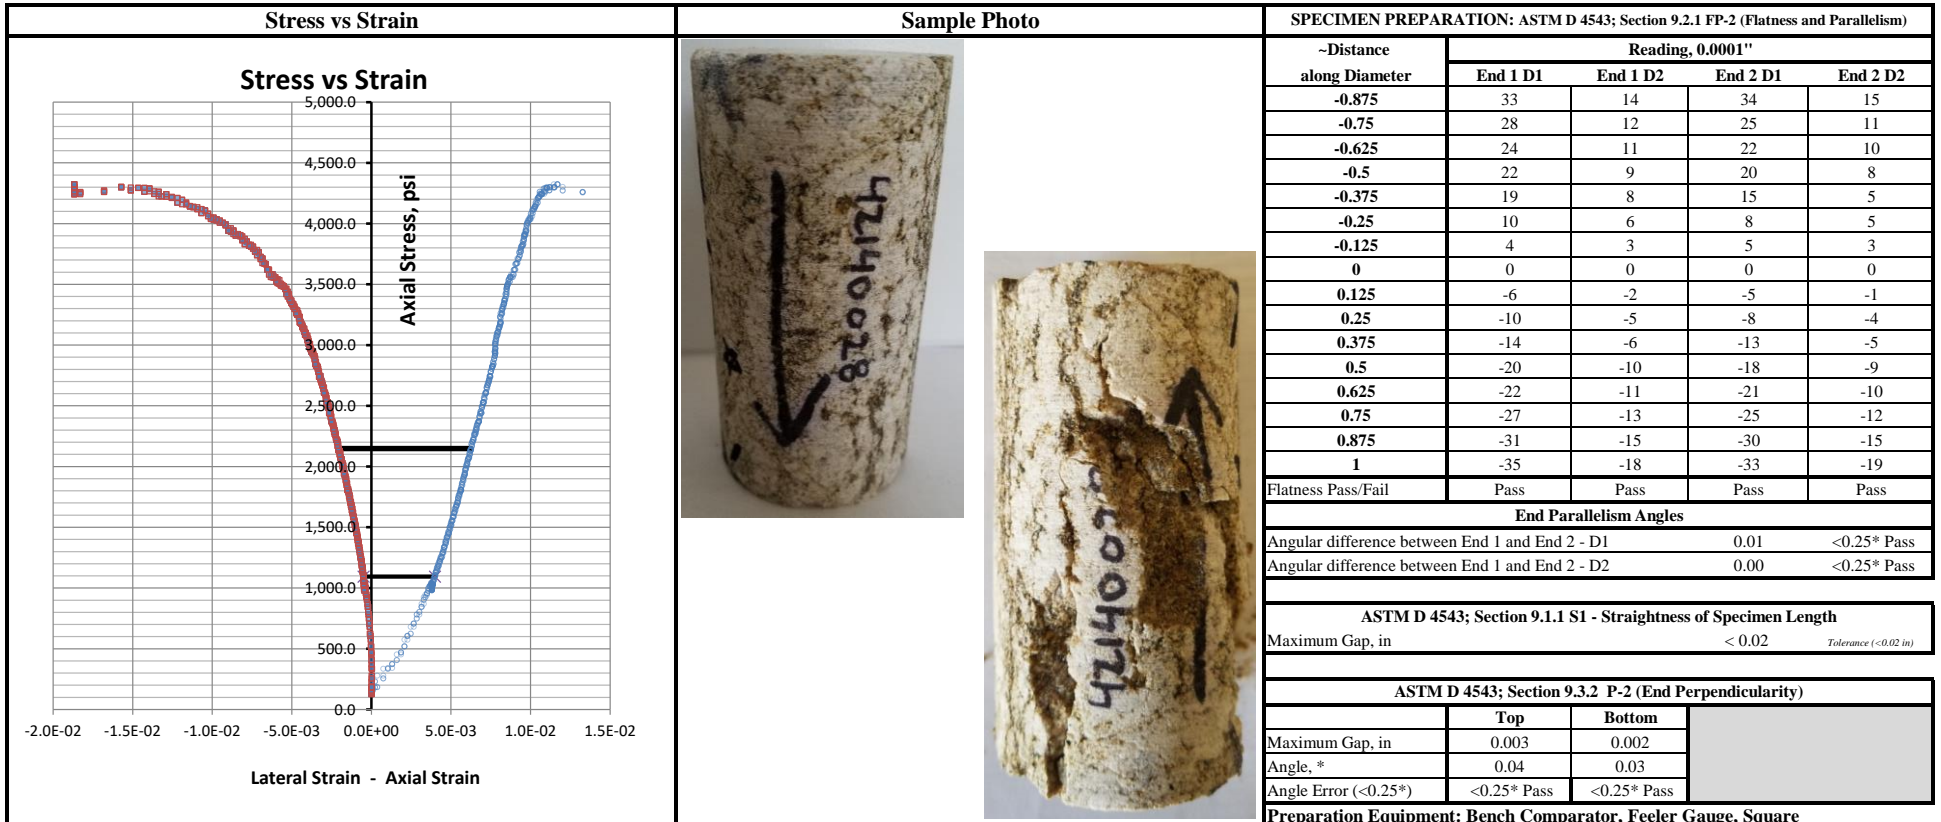 Stress vs Strain
Sample Photo
SPECIMEN PREPARATION: ASTM D 4543; Section 9.2.1 FP-2 (Flatness and Parallelism)
Stress vs Strain
5,000.0
4,500.0
4,000.0
3,500.0
3,000.0
2,500.0
2,000.0
1,500.0
1,000.0
500.0
0.0
Axial Stress, psi
-2.0E-02 -1.5E-02 -1.0E-02 -5.0E-03 0.0E+00 5.0E-03 1.0E-02 1.5E-02
Lateral Strain - Axial Strain
42140028
~Distance Reading, 0.0001"
along Diameter End 1 D1 End 1 D2 End 2 D1 End 2 D2
-0.875 33 14 34 15
-0.75 28 12 25 11
-0.625 24 11 22 10
-0.5 22 9 20 8
-0.375 19 8 15 5
-0.25 10 6 8 5
-0.125 4 3 5 3
0 0 0 0 0
0.125 -6 -2 -5 -1
0.25 -10 -5 -8 -4
0.375 -14 -6 -13 -5
0.5 -20 -10 -18 -9
0.625 -22 -11 -21 -10
0.75 -27 -13 -25 -12
0.875 -31 -15 -30 -15
1 -35 -18 -33 -19
Flatness Pass/Fail Pass Pass Pass Pass
End Parallelism Angles
Angular difference between End 1 and End 2 - D1 0.01 <0.25* Pass
Angular difference between End 1 and End 2 - D2 0.00 <0.25* Pass
ASTM D 4543; Section 9.1.1 S1 - Straightness of Specimen Length
Maximum Gap, in < 0.02 Tolerance (<0.02 in)
ASTM D 4543; Section 9.3.2 P-2 (End Perpendicularity)
Top Bottom
Maximum Gap, in 0.003 0.002
Angle, * 0.04 0.03
Angle Error (<0.25*) <0.25* Pass <0.25* Pass
Preparation Equipment: Bench Comparator, Feeler Gauge, Square